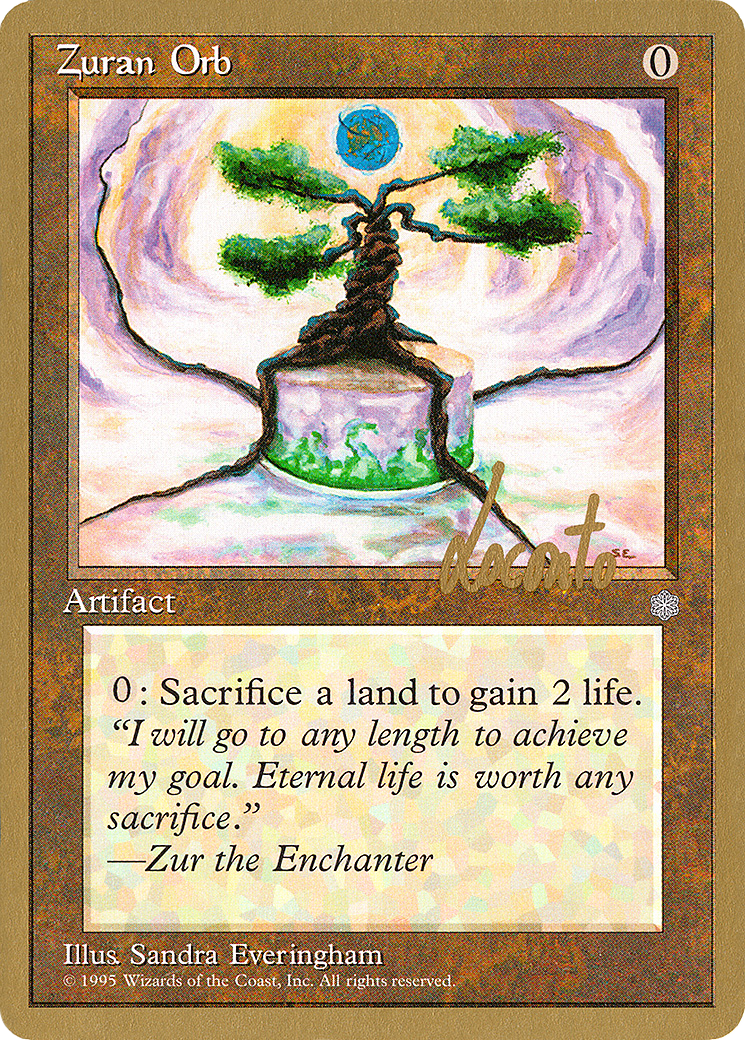 Zuran Orb 0
loconto
S.E.
Artifact
0: Sacrifice a land to gain 2 life.
“I will go to any length to achieve
my goal. Eternal life is worth any
sacrifice.”
—Zur the Enchanter
Illus. Sandra Everingham
© 1995 Wizards of the Coast, Inc. All rights reserved.